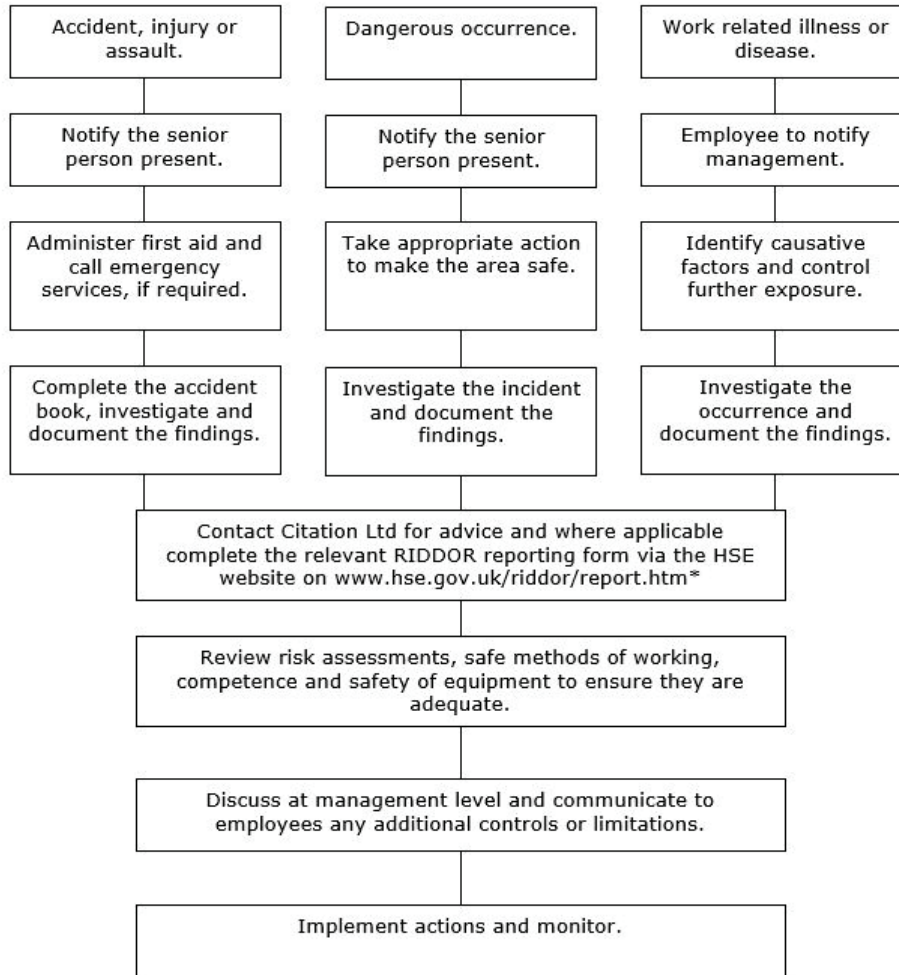 Accident, injury or
assault.
Dangerous occurrence.
Work related illness or
disease.
Notify the senior
person present.
Notify the senior
person present.
Employee to notify
management.
Administer first aid and
call emergency
services, if required.
Take appropriate action
to make the area safe.
Identify causative
factors and control
further exposure.
Complete the accident
book, investigate and
document the findings.
Investigate the incident
and document the
findings.
Investigate the
occurrence and
document the findings.
Contact Citation Ltd for advice and where applicable
complete the relevant RIDDOR reporting form via the HSE
website on www.hse.gov.uk/riddor/report.htm*
Review risk assessments, safe methods of working,
competence and safety of equipment to ensure they are
adequate.
Discuss at management level and communicate to
employees any additional controls or limitations.
Implement actions and monitor.